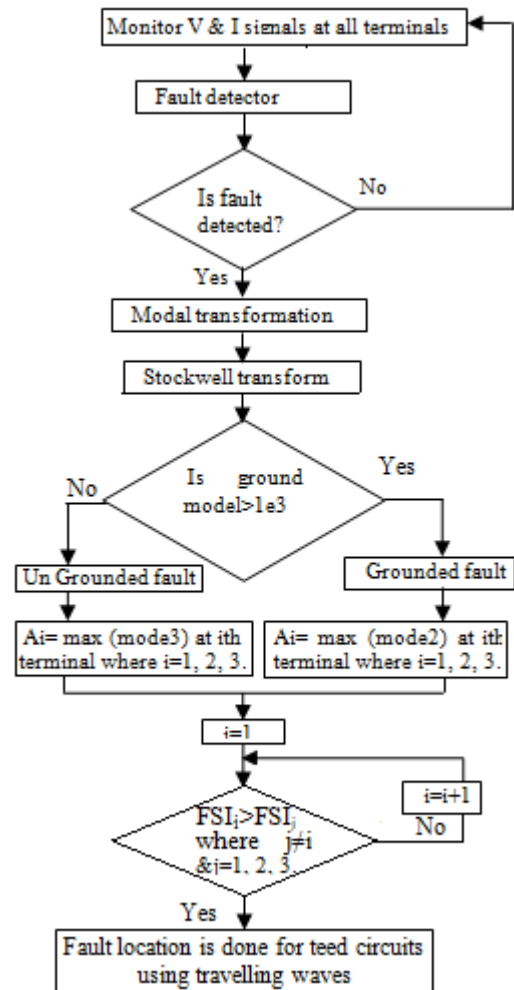 Monitor V & I signals at all terminals
Fault detector
No
Is fault
detected?
Yes
Modal transformation
Stockwell transform
Is ground
model>1e3
No
Yes
Un Grounded fault
Grounded fault
Ai= max (mode3) at ith
terminal where i=1, 2, 3.
Ai= max (mode2) at ith
terminal where i=1, 2, 3.
i=1
i=i+1
FSIi>FSIj
where j≠i
&j=1, 2, 3.
No
Yes
Fault location is done for teed circuits
using travelling waves